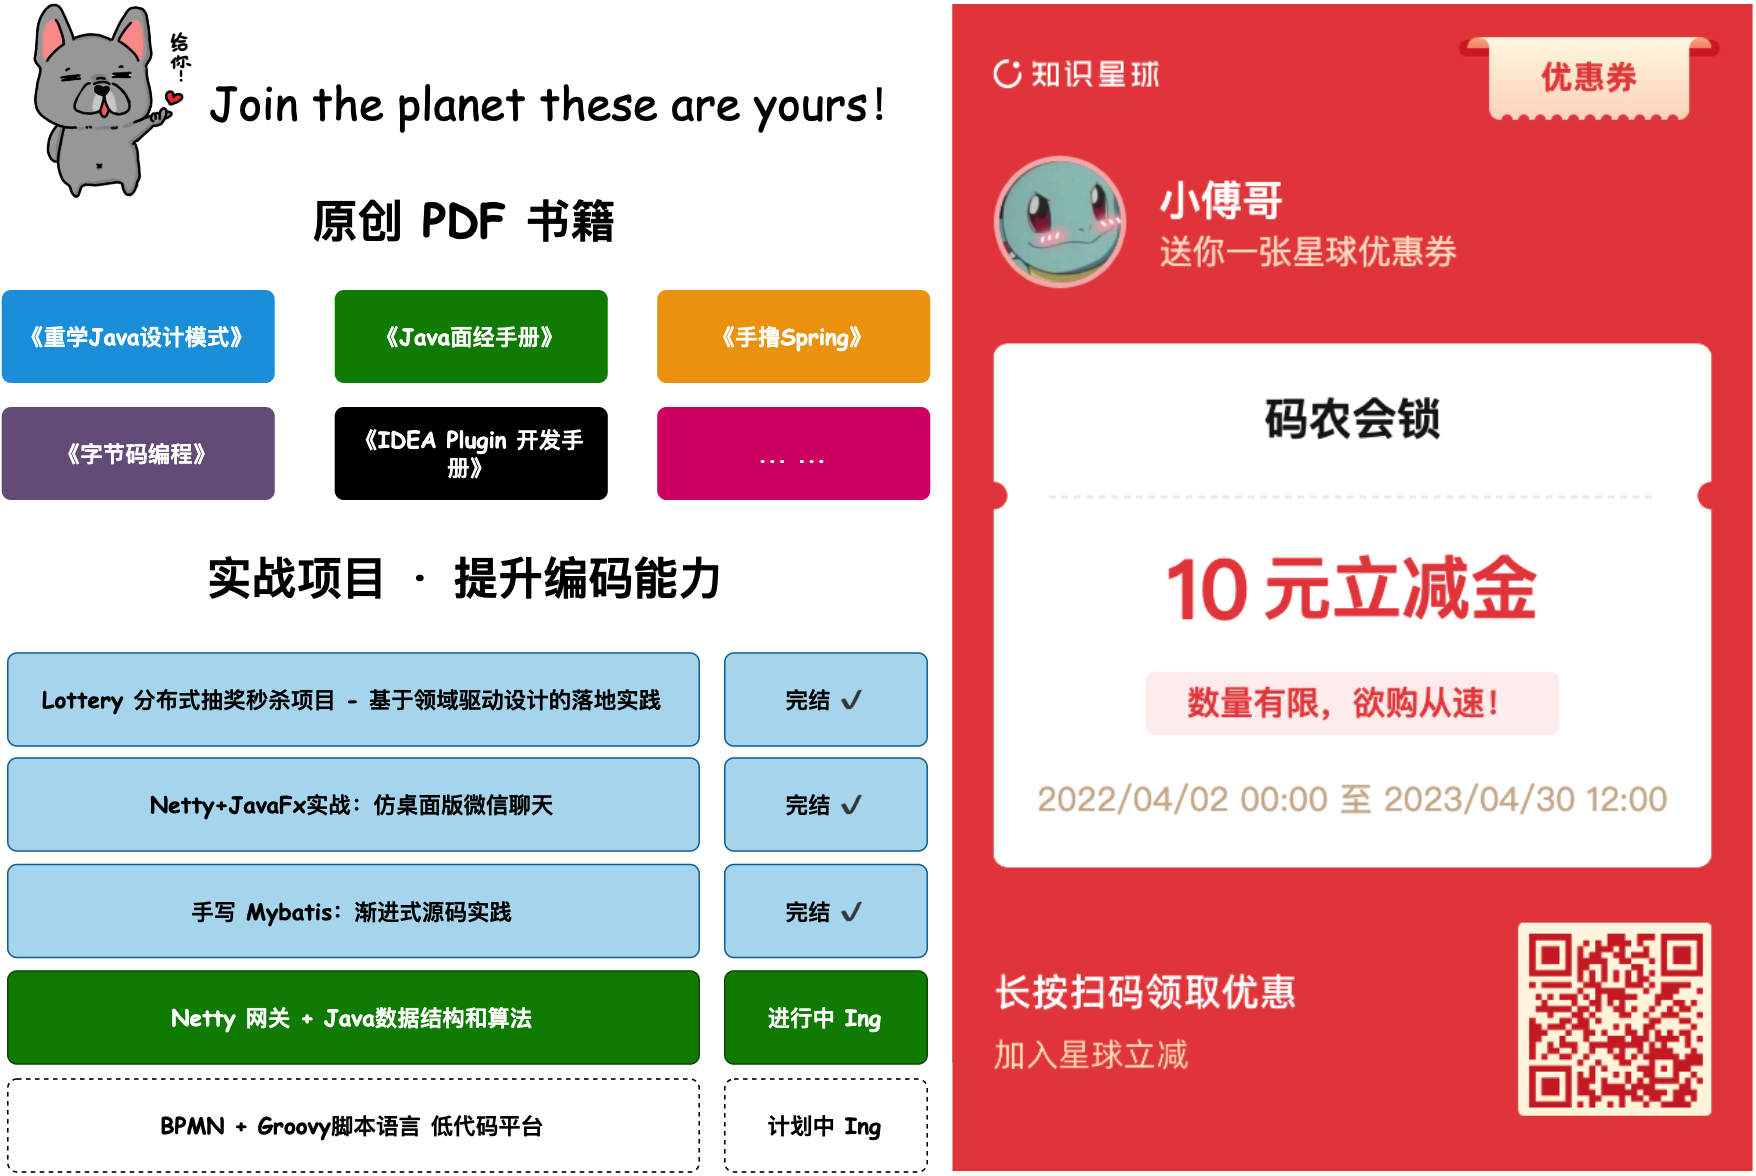 给你！
Join the planet these are yours!
原创 PDF 书籍
《重学Java设计模式》
《Java面经手册》
《手撸Spring》
《字节码编程》
《IDEA Plugin 开发手
册》
... ...
实战项目 · 提升编码能力
Lottery 分布式抽奖秒杀项目 - 基于领域驱动设计的落地实践
完结 ✓
Netty+JavaFx实战：仿桌面版微信聊天
完结 ✓
手写 Mybatis：渐进式源码实践
完结 ✓
Netty 网关 + Java数据结构和算法
进行中 Ing
BPMN + Groovy脚本语言 低代码平台
计划中 Ing
知识星球
优惠券
小傅哥
送你一张星球优惠券
码农会锁
10 元立减金
数量有限，欲购从速！
2022/04/02 00:00 至 2023/04/30 12:00
长按扫码领取优惠
加入星球立减